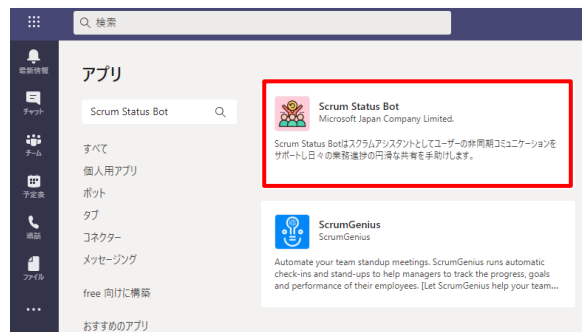 検索
最新情報
チャット
チーム
予定表
通話
ファイル
アプリ
Scrum Status Bot
すべて
個人用アプリ
ボット
タブ
コネクター
メッセージング
free 向けに構築
おすすめのアプリ
Scrum Status Bot
Microsoft Japan Company Limited.
Scrum Status Botはスクラムアシスタントとしてユーザーの非同期コミュニケーションを
サポートし日々の業務進捗の円滑な共有を手助けします。
ScrumGenius
ScrumGenius
Automate your team standup meetings. ScrumGenius runs automatic
check-ins and stand-ups to help managers to track the progress, goals
and performance of their employees. [Let ScrumGenius help your team...